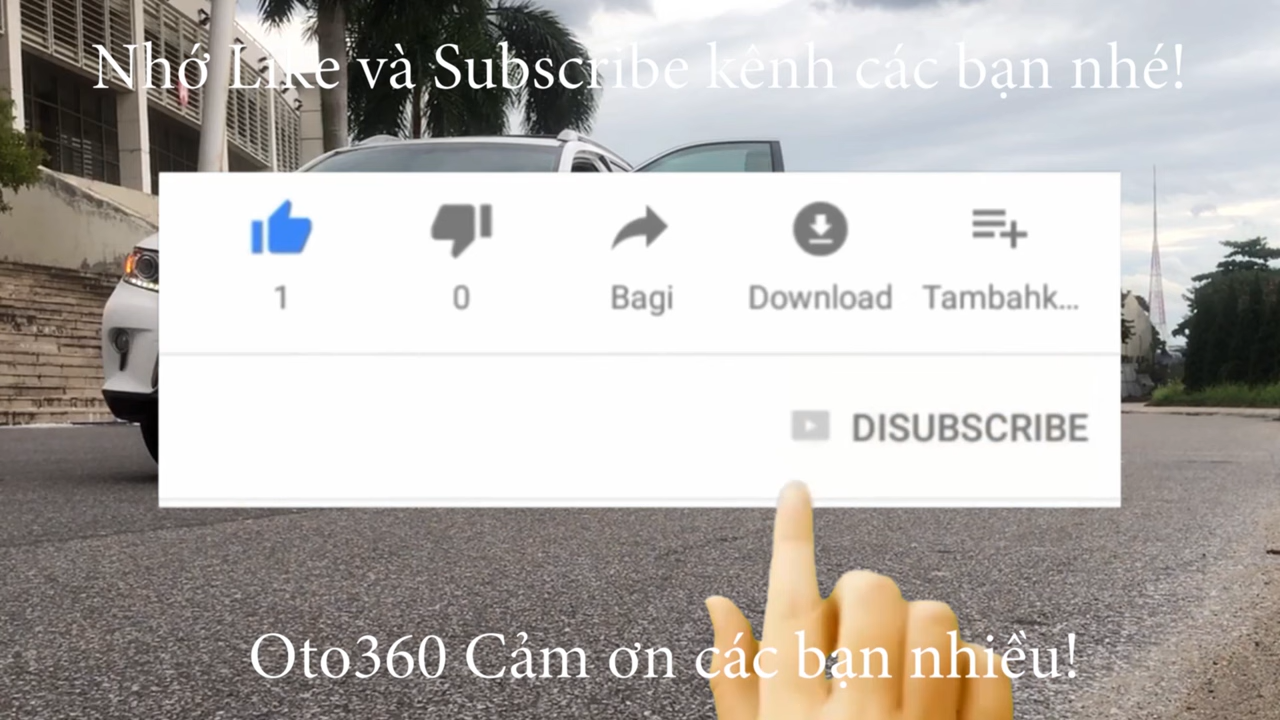 Nhớ Like và Subscribe kênh các bạn nhé!
1 0 Bagi Download Tambahk...
DISUBSCRIBE
Oto360 Cảm ơn các bạn nhiều!